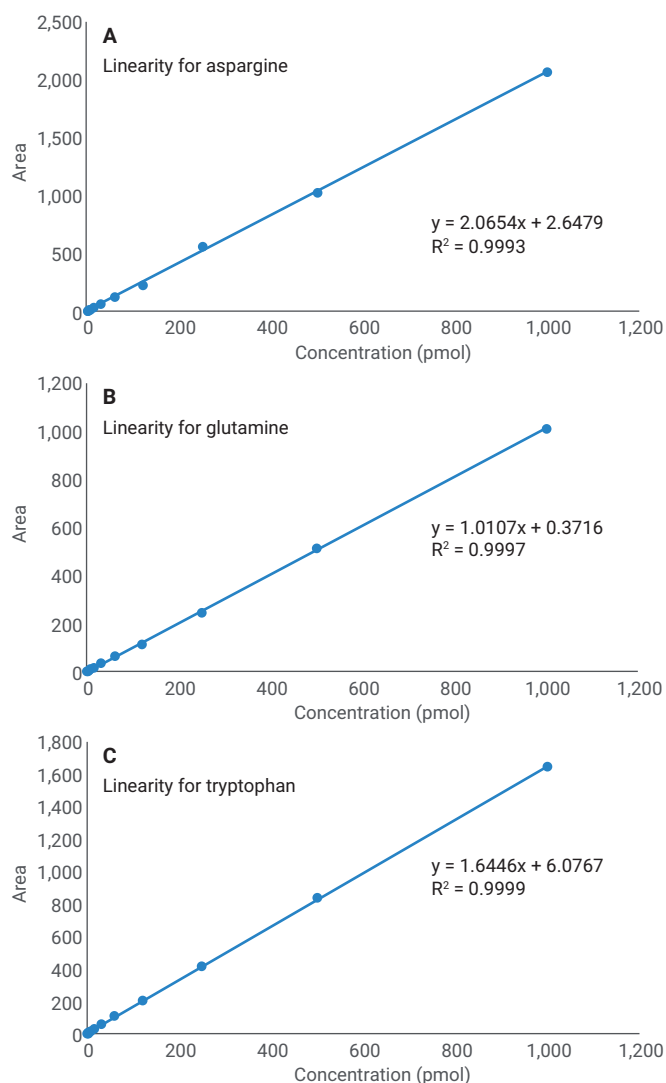 A
Linearity for aspargine
2,500
2,000
1,500
1,000
500
0
Area
y = 2.0654x + 2.6479
R² = 0.9993
0 200 400 600 800 1,000 1,200
Concentration (pmol)
B
Linearity for glutamine
1,200
1,000
800
600
400
200
0
Area
y = 1.0107x + 0.3716
R² = 0.9997
0 200 400 600 800 1,000 1,200
Concentration (pmol)
C
Linearity for tryptophan
1,800
1,600
1,400
1,200
1,000
800
600
400
200
0
Area
y = 1.6446x + 6.0767
R² = 0.9999
0 200 400 600 800 1,000 1,200
Concentration (pmol)